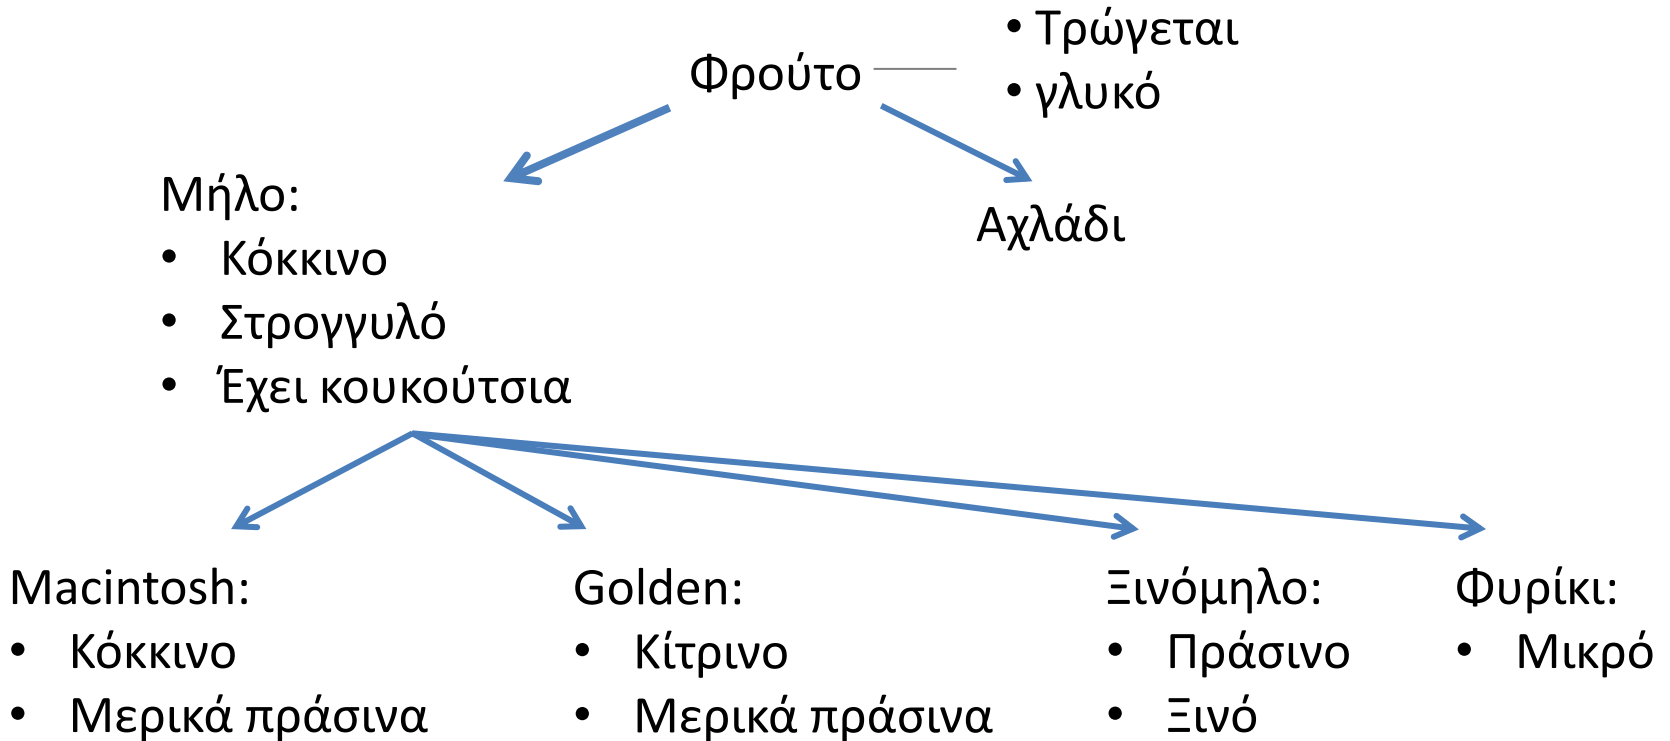 Φρούτο
• Τρώγεται
• γλυκό
Μήλο:
• Κόκκινο
• Στρογγυλό
• Έχει κουκούτσια
Αχλάδι
Macintosh:
• Κόκκινο
• Μερικά πράσινα
Golden:
• Κίτρινο
• Μερικά πράσινα
Ξινόμηλο:
• Πράσινο
• Ξινό
Φυρίκι:
• Μικρό